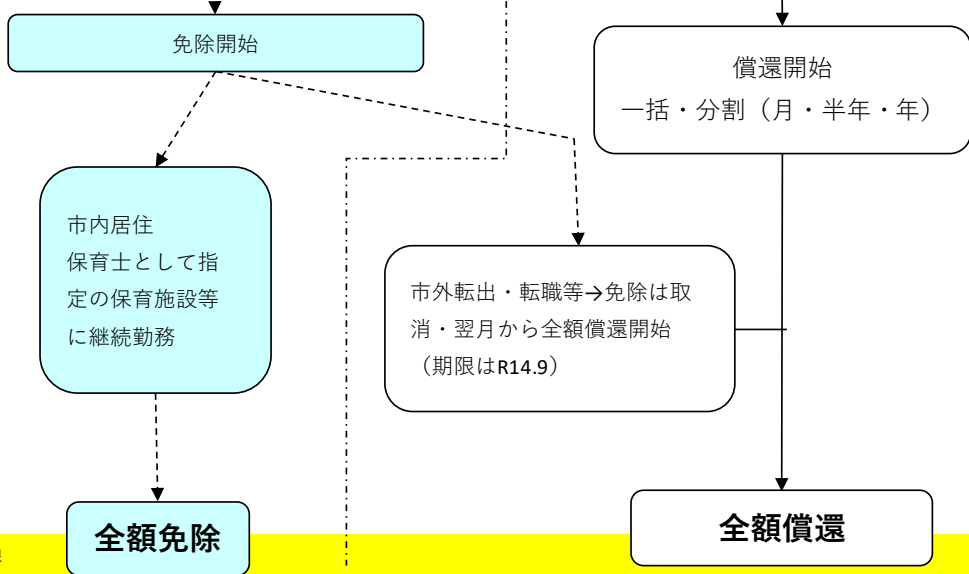 免除開始
償還開始
一括・分割（月・半年・年）
市内居住
保育士として指
定の保育施設等
に継続勤務
市外転出・転職等→免除は取
消・翌月から全額償還開始
（期限はR14.9）
全額免除
全額償還